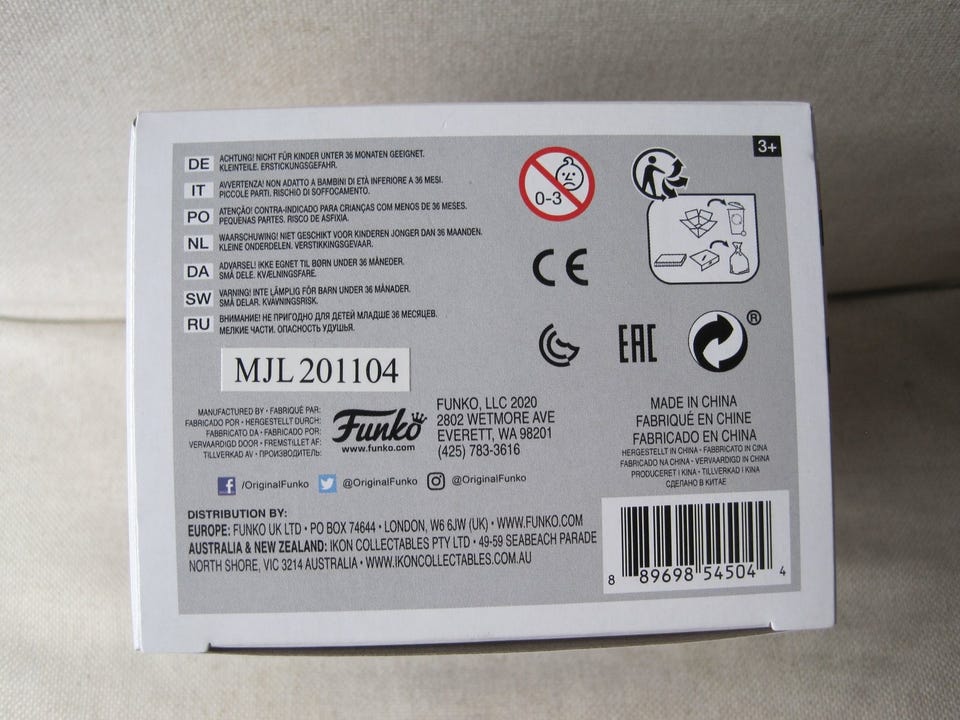 3+
DE ACHTUNG! NICHT FÜR KINDER UNTER 36 MONATEN GEEIGNET.
KLEINTEILE. ERSTICKUNGSGEFAHR.
IT AVVERTENZA! NON ADATTO A BAMBINI DI ETÀ INFERIORE A 36 MESI.
PICCOLE PARTI. RISCHIO DI SOFFOCAMENTO.
PO ATENÇÃO! CONTRA-INDICADO PARA CRIANÇAS COM MENOS DE 36 MESES.
PEQUENAS PARTES. RISCO DE ASFIXIA.
NL WAARSCHUWING! NIET GESCHIKT VOOR KINDEREN JONGER DAN 36 MAANDEN.
KLEINE ONDERDELEN. VERSTIKKINGSGEVAAR.
DA ADVARSEL! IKKE EGNET TIL BØRN UNDER 36 MÅNEDER.
SMÅ DELE. KVÆLNINGSFARE.
SW VARNING! INTE LÄMPLIG FÖR BARN UNDER 36 MÅNADER.
SMÅ DELAR. KVÄVNINGSRISK.
RU ВНИМАНИЕ! НЕ ПРИГОДНО ДЛЯ ДЕТЕЙ МЛАДШЕ 36 МЕСЯЦЕВ.
МЕЛКИЕ ЧАСТИ. ОПАСНОСТЬ УДУШЬЯ.
0-3
CE
EAC
®
MJL 201104
MANUFACTURED BY • FABRIQUÉ PAR:
FABRICADO POR • HERGESTELLT DURCH:
FABBRICATO DA • FABRICADO POR:
VERVAARDIGD DOOR • FREMSTILLET AF:
TILLVERKAD AV • ПРОИЗВОДИТЕЛЬ:
Funko
www.funko.com
FUNKO, LLC 2020
2802 WETMORE AVE
EVERETT, WA 98201
(425) 783-3616
MADE IN CHINA
FABRIQUÉ EN CHINE
FABRICADO EN CHINA
HERGESTELLT IN CHINA • FABBRICATO IN CINA
FABRICADO NA CHINA • VERVAARDIGD IN CHINA
PRODUCERET I KINA • TILLVERKAD I KINA
СДЕЛАНО В КИТАЕ
f /OriginalFunko @OriginalFunko @OriginalFunko
DISTRIBUTION BY:
EUROPE: FUNKO UK LTD • PO BOX 74644 • LONDON, W6 6JW (UK) • WWW.FUNKO.COM
AUSTRALIA & NEW ZEALAND: IKON COLLECTABLES PTY LTD • 49-59 SEABEACH PARADE
NORTH SHORE, VIC 3214 AUSTRALIA • WWW.IKONCOLLECTABLES.COM.AU
8 89698 54504 4